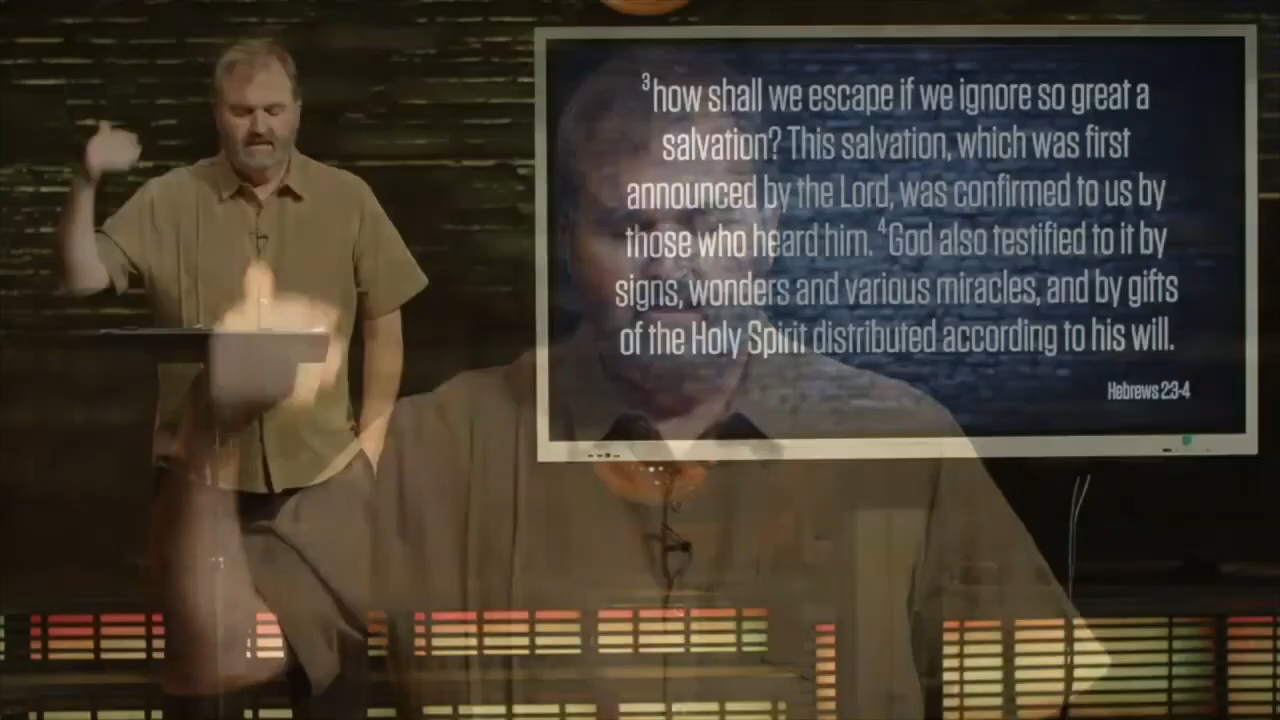 ³how shall we escape if we ignore so great a
salvation? This salvation, which was first
announced by the Lord, was confirmed to us by
those who heard him. ⁴God also testified to it by
signs, wonders and various miracles, and by gifts
of the Holy Spirit distributed according to his will.
Hebrews 2:3-4